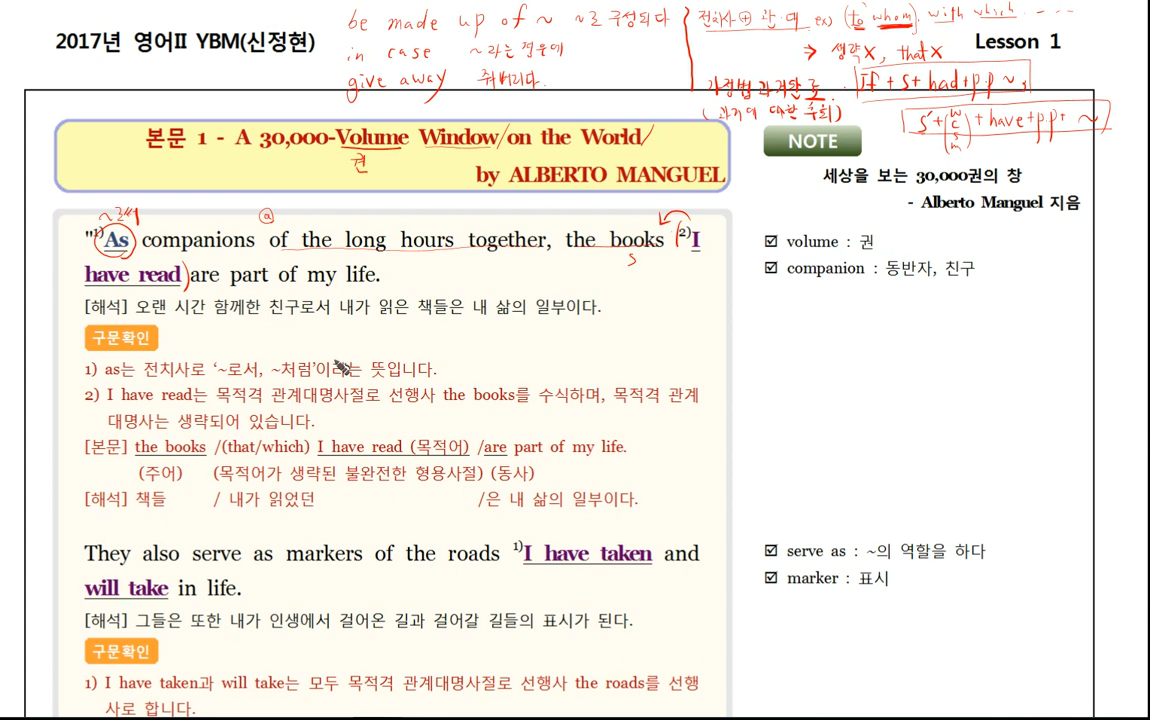 be made up of ~ ~로 구성되다
in case ~라는 경우에
give away 줘버리다.
전치사 + 관·대 ex) (to whom, with which, ...
→ 생략X, thatX
가정법 과거완료. If + S + had + p.p ~,
(과거에 대한 후회) S' + (w c s m) + have + p.p + ~
2017년 영어II YBM(신정현)
Lesson 1
본문 1 - A 30,000-Volume Window/on the World/
권
by ALBERTO MANGUEL
NOTE
세상을 보는 30,000권의 창
- Alberto Manguel 지음
~로써
@
"1)As companions of the long hours together, the books (2)I
S
have read) are part of my life.
[해석] 오랜 시간 함께한 친구로서 내가 읽은 책들은 내 삶의 일부이다.
☑ volume : 권
☑ companion : 동반자, 친구
구문확인
1) as는 전치사로 '~로서, ~처럼'이라는 뜻입니다.
2) I have read는 목적격 관계대명사절로 선행사 the books를 수식하며, 목적격 관계
대명사는 생략되어 있습니다.
[본문] the books /(that/which) I have read (목적어) /are part of my life.
(주어) (목적어가 생략된 불완전한 형용사절) (동사)
[해석] 책들 / 내가 읽었던 /은 내 삶의 일부이다.
They also serve as markers of the roads 1)I have taken and
will take in life.
[해석] 그들은 또한 내가 인생에서 걸어온 길과 걸어갈 길들의 표시가 된다.
☑ serve as : ~의 역할을 하다
☑ marker : 표시
구문확인
1) I have taken과 will take는 모두 목적격 관계대명사절로 선행사 the roads를 선행
사로 합니다.